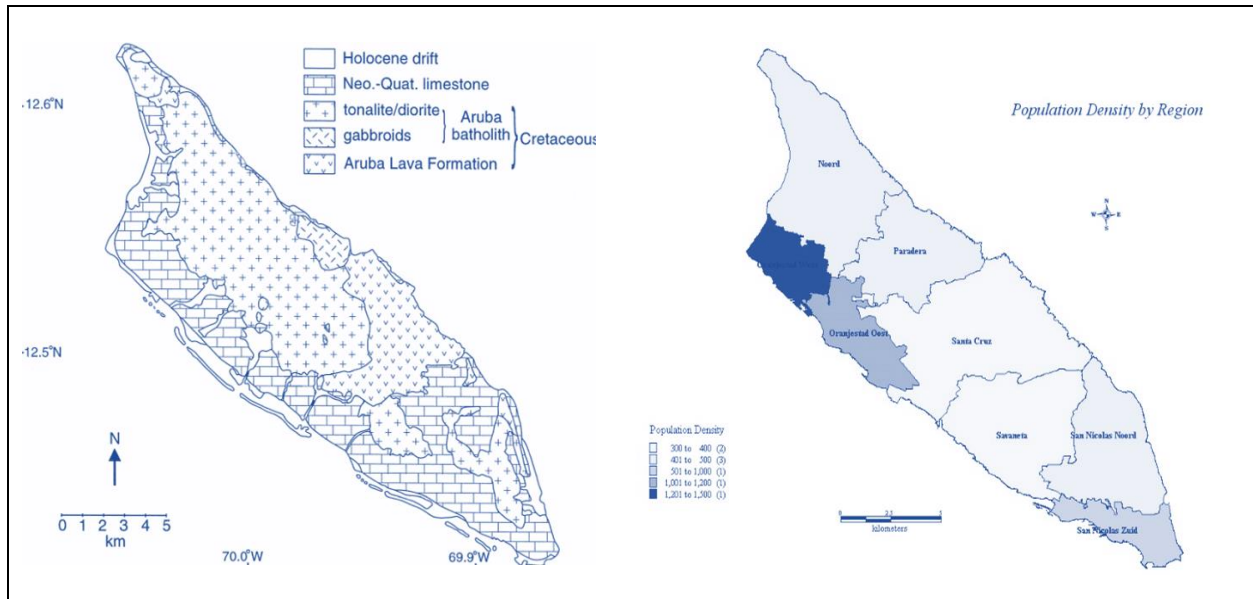 Holocene drift
Neo.-Quat. limestone
tonalite/diorite
gabbroids
Aruba Lava Formation
Aruba
batholith
Cretaceous
12.6°N
12.5°N
N
0 1 2 3 4 5
km
70.0°W
69.9°W
Population Density by Region
N
W E
S
Noord
Paradera
Oranjestad Oest
Santa Cruz
Savaneta
San Nicolas Noord
San Nicolas Zuid
Population Density
300 to 400 (2)
401 to 500 (3)
501 to 1,000 (1)
1,001 to 1,200 (1)
1,201 to 1,500 (1)
kilometers